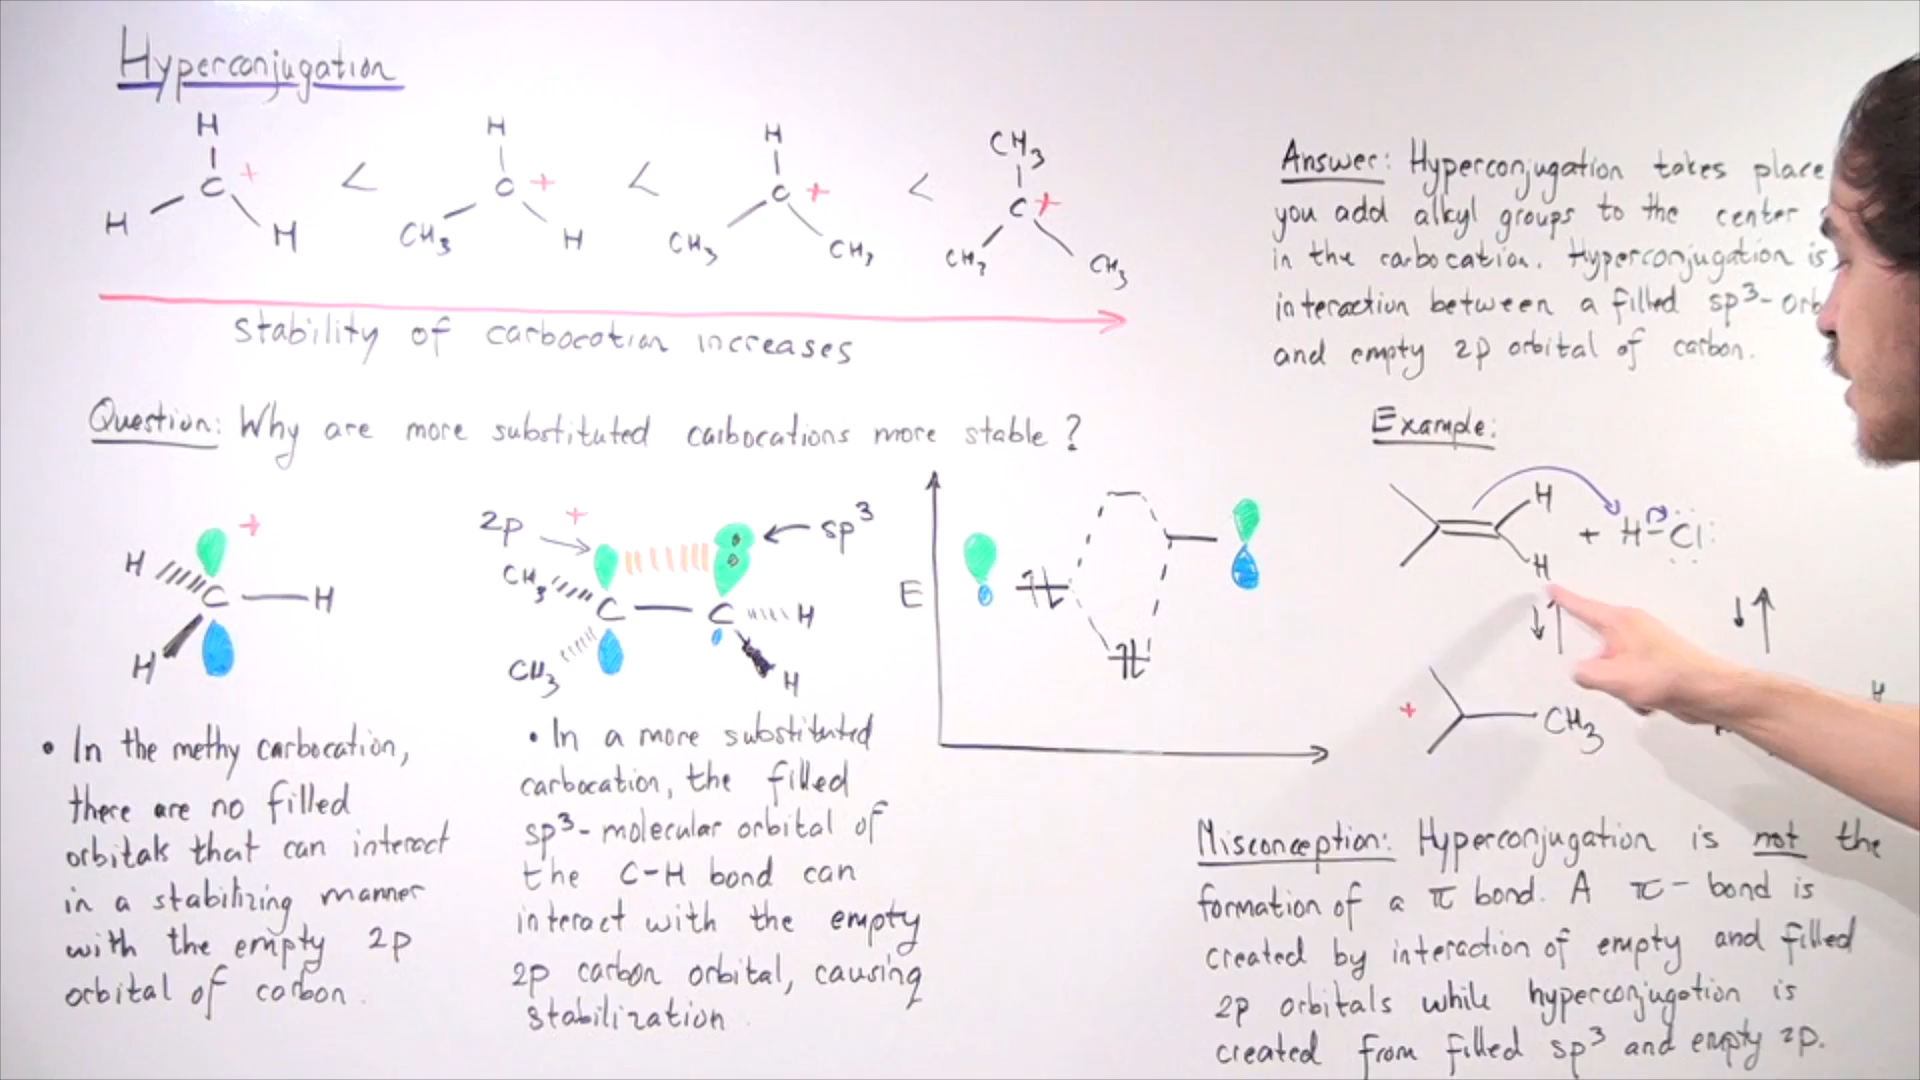 Hyperconjugation
H
C +
H
H
<
H
C +
CH3
H
<
H
C +
CH3
CH3
<
CH3
C +
CH3
CH3
stability of carbocation increases
Question: Why are more substituted carbocations more stable?
H
+
C
H
H
• In the methy carbocation,
there are no filled
orbitals that can interact
in a stabilizing manner
with the empty 2p
orbital of carbon.
2p
+
sp3
CH3
C
C
H
CH3
H
• In a more substituted
carbocation, the filled
sp3-molecular orbital of
the C-H bond can
interact with the empty
2p carbon orbital, causing
stabilization
E
Answer: Hyperconjugation takes place
you add alkyl groups to the center
in the carbocation. Hyperconjugation is
interaction between a filled sp3-orb
and empty 2p orbital of carbon.
Example:
H
H
+ H-Cl:
+
CH3
H
Misconception: Hyperconjugation is not the
formation of a π bond. A π-bond is
created by interaction of empty and filled
2p orbitals while hyperconjugation is
created from filled sp3 and empty 2p.